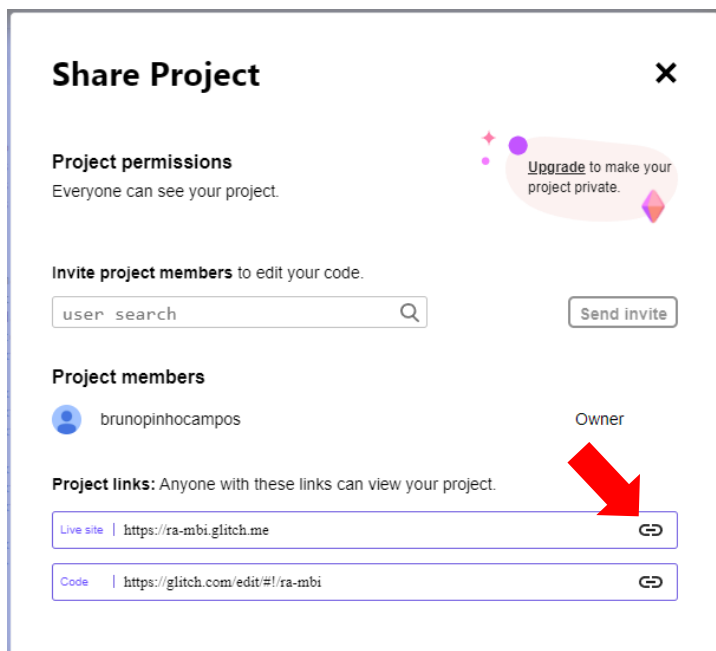 Share Project
Project permissions
Everyone can see your project.
Upgrade to make your
project private.
Invite project members to edit your code.
user search
Send invite
Project members
brunopinhocampos
Owner
Project links: Anyone with these links can view your project.
Live site | https://ra-mbi.glitch.me
Code | https://glitch.com/edit/#!/ra-mbi